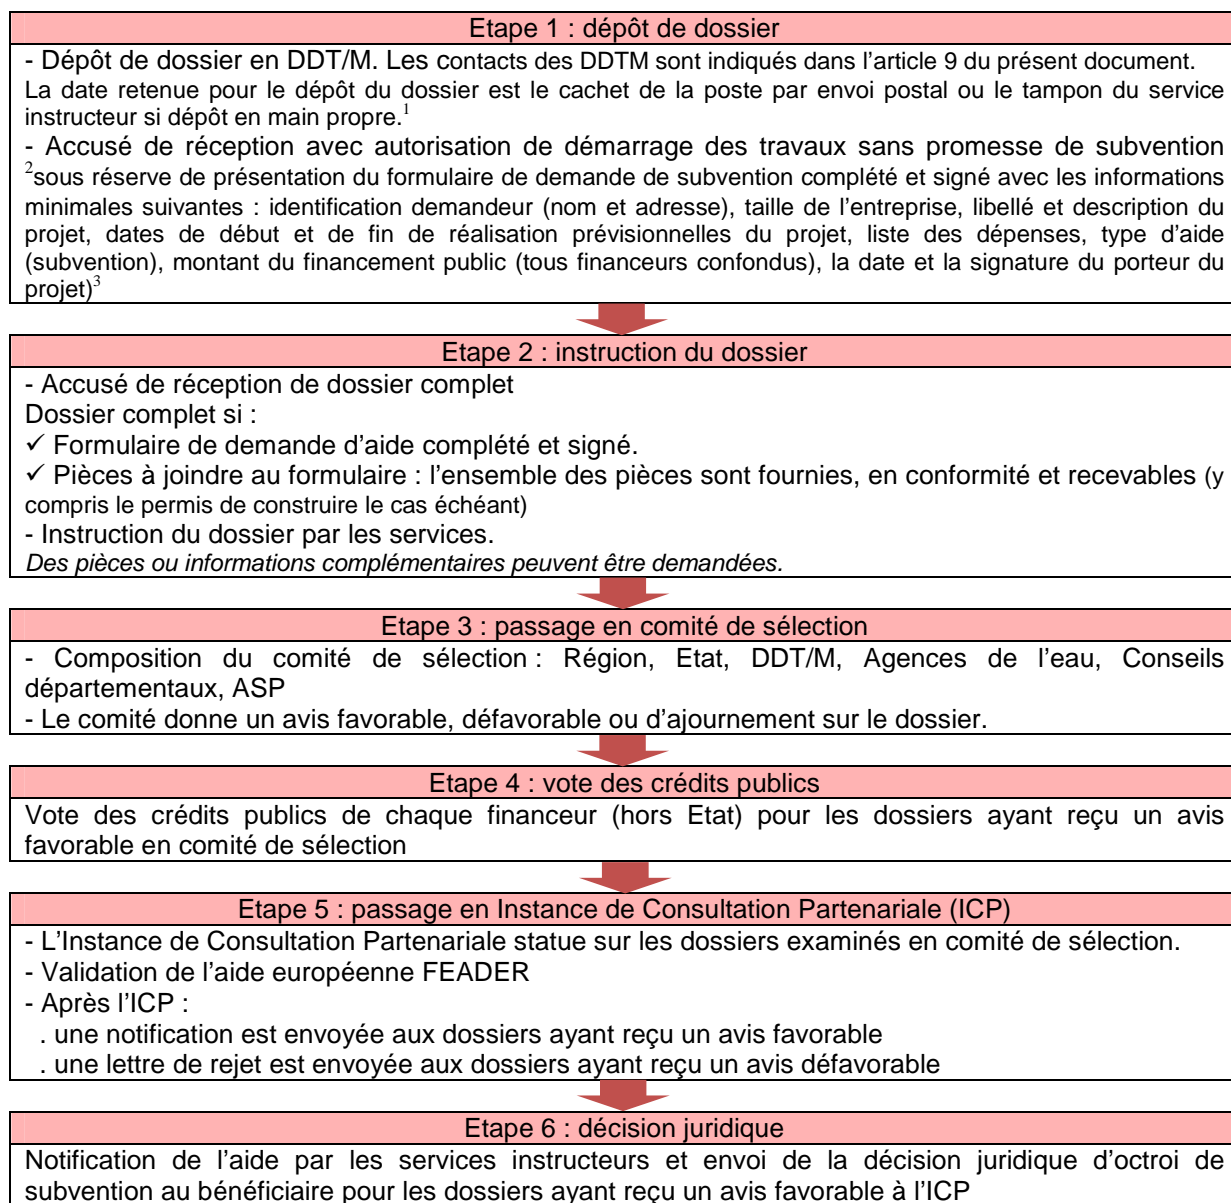 Etape 1 : dépôt de dossier
- Dépôt de dossier en DDT/M. Les contacts des DDTM sont indiqués dans l'article 9 du présent document.
La date retenue pour le dépôt du dossier est le cachet de la poste par envoi postal ou le tampon du service
instructeur si dépôt en main propre.1
- Accusé de réception avec autorisation de démarrage des travaux sans promesse de subvention
2sous réserve de présentation du formulaire de demande de subvention complété et signé avec les informations
minimales suivantes : identification demandeur (nom et adresse), taille de l'entreprise, libellé et description du
projet, dates de début et de fin de réalisation prévisionnelles du projet, liste des dépenses, type d'aide
(subvention), montant du financement public (tous financeurs confondus), la date et la signature du porteur du
projet)3
Etape 2 : instruction du dossier
- Accusé de réception de dossier complet
Dossier complet si :
✓ Formulaire de demande d'aide complété et signé.
✓ Pièces à joindre au formulaire : l'ensemble des pièces sont fournies, en conformité et recevables (y
compris le permis de construire le cas échéant)
- Instruction du dossier par les services.
Des pièces ou informations complémentaires peuvent être demandées.
Etape 3 : passage en comité de sélection
- Composition du comité de sélection : Région, Etat, DDT/M, Agences de l'eau, Conseils
départementaux, ASP
- Le comité donne un avis favorable, défavorable ou d'ajournement sur le dossier.
Etape 4 : vote des crédits publics
Vote des crédits publics de chaque financeur (hors Etat) pour les dossiers ayant reçu un avis
favorable en comité de sélection
Etape 5 : passage en Instance de Consultation Partenariale (ICP)
- L'Instance de Consultation Partenariale statue sur les dossiers examinés en comité de sélection.
- Validation de l'aide européenne FEADER
- Après l'ICP :
. une notification est envoyée aux dossiers ayant reçu un avis favorable
. une lettre de rejet est envoyée aux dossiers ayant reçu un avis défavorable
Etape 6 : décision juridique
Notification de l'aide par les services instructeurs et envoi de la décision juridique d'octroi de
subvention au bénéficiaire pour les dossiers ayant reçu un avis favorable à l'ICP